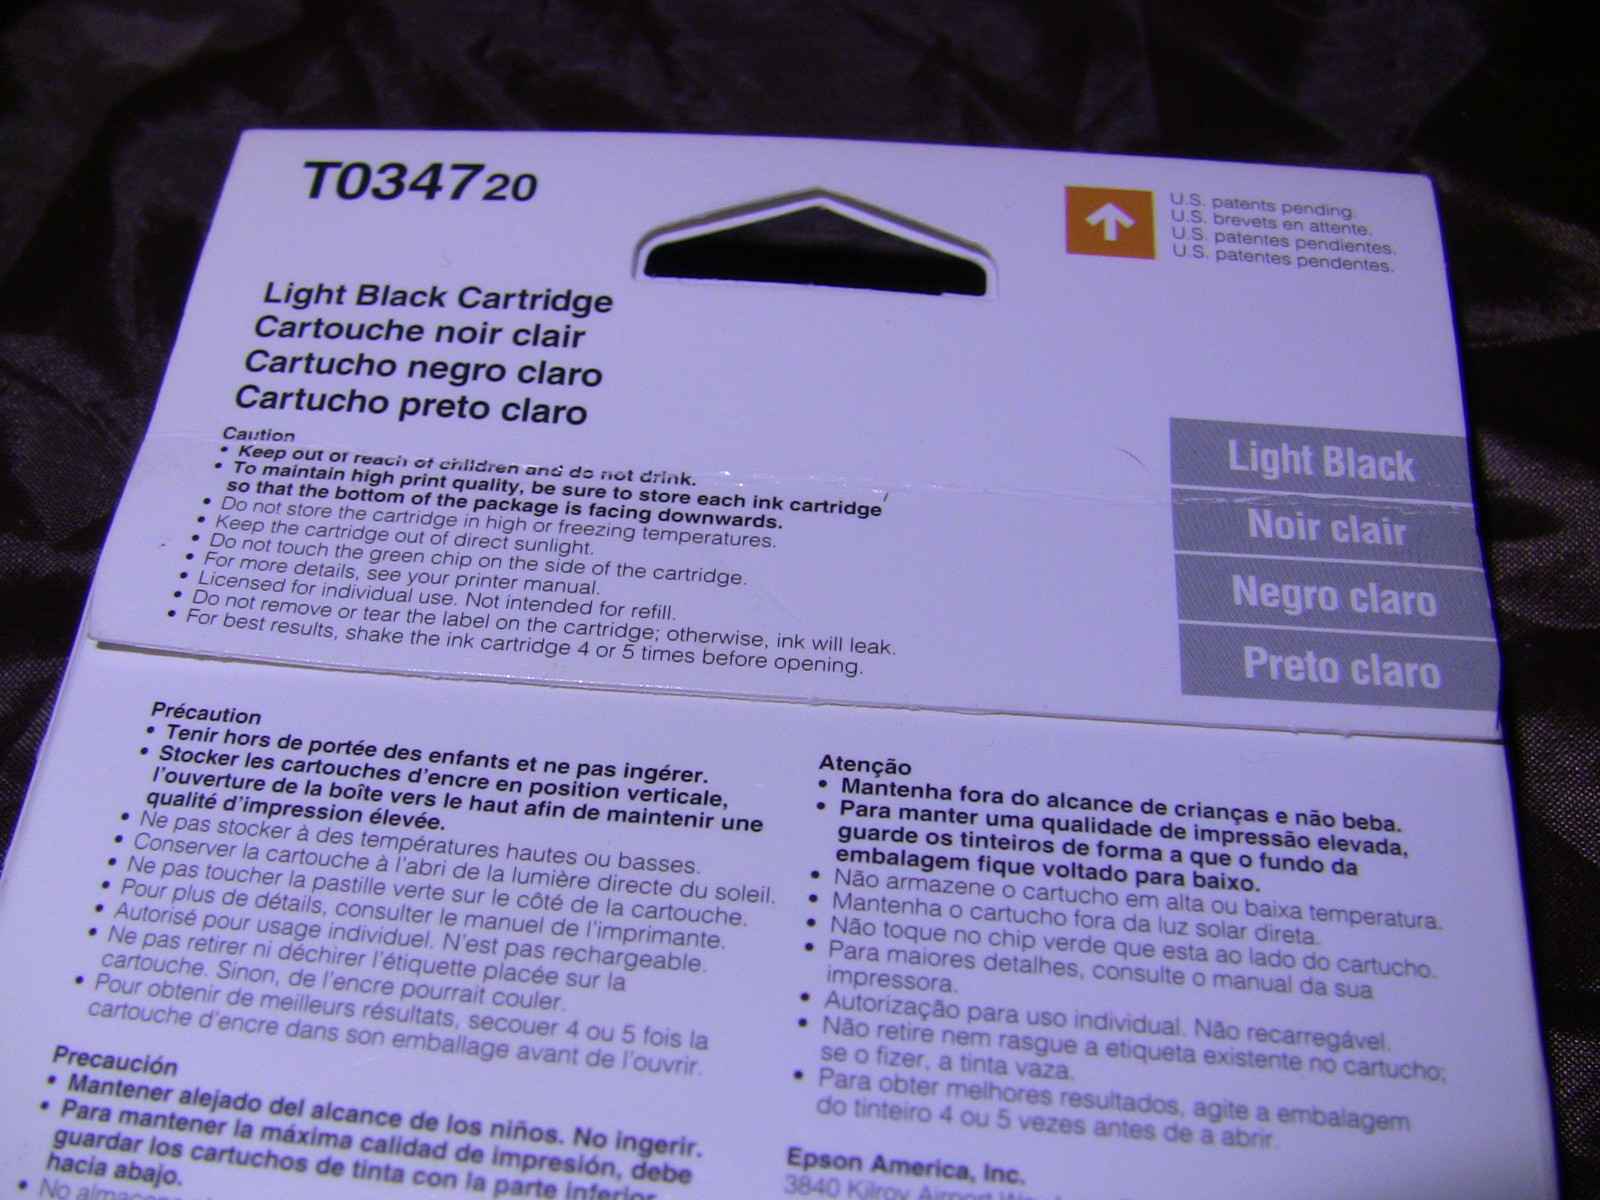 T034720
U.S. patents pending.
U.S. brevets en attente.
U.S. patentes pendientes.
U.S. patentes pendentes.
Light Black Cartridge
Cartouche noir clair
Cartucho negro claro
Cartucho preto claro
Caution
• Keep out of reach of children and do not drink.
• To maintain high print quality, be sure to store each ink cartridge
so that the bottom of the package is facing downwards.
• Do not store the cartridge in high or freezing temperatures.
• Keep the cartridge out of direct sunlight.
• Do not touch the green chip on the side of the cartridge.
• For more details, see your printer manual.
• Licensed for individual use. Not intended for refill.
• Do not remove or tear the label on the cartridge; otherwise, ink will leak.
• For best results, shake the ink cartridge 4 or 5 times before opening.
Light Black
Noir clair
Negro claro
Preto claro
Précaution
• Tenir hors de portée des enfants et ne pas ingérer.
• Stocker les cartouches d'encre en position verticale,
l'ouverture de la boîte vers le haut afin de maintenir une
qualité d'impression élevée.
• Ne pas stocker à des températures hautes ou basses.
• Conserver la cartouche à l'abri de la lumière directe du soleil.
• Ne pas toucher la pastille verte sur le côté de la cartouche.
• Pour plus de détails, consulter le manuel de l'imprimante.
• Autorisé pour usage individuel. N'est pas rechargeable.
• Ne pas retirer ni déchirer l'étiquette placée sur la
cartouche. Sinon, de l'encre pourrait couler.
• Pour obtenir de meilleurs résultats, secouer 4 ou 5 fois la
cartouche d'encre dans son emballage avant de l'ouvrir.
Precaución
• Mantener alejado del alcance de los niños. No ingerir.
• Para mantener la máxima calidad de impresión, debe
guardar los cartuchos de tinta con la parte inferior
hacia abajo.
• No
Atenção
• Mantenha fora do alcance de crianças e não beba.
• Para manter uma qualidade de impressão elevada,
guarde os tinteiros de forma a que o fundo da
embalagem fique voltado para baixo.
• Não armazene o cartucho em alta ou baixa temperatura.
• Mantenha o cartucho fora da luz solar direta.
• Não toque no chip verde que esta ao lado do cartucho.
• Para maiores detalhes, consulte o manual da sua
impressora.
• Autorização para uso individual. Não recarregável.
• Não retire nem rasgue a etiqueta existente no cartucho;
se o fizer, a tinta vaza.
• Para obter melhores resultados, agite a embalagem
do tinteiro 4 ou 5 vezes antes de a abrir.
Epson America, Inc.
3840 Kilroy Airport